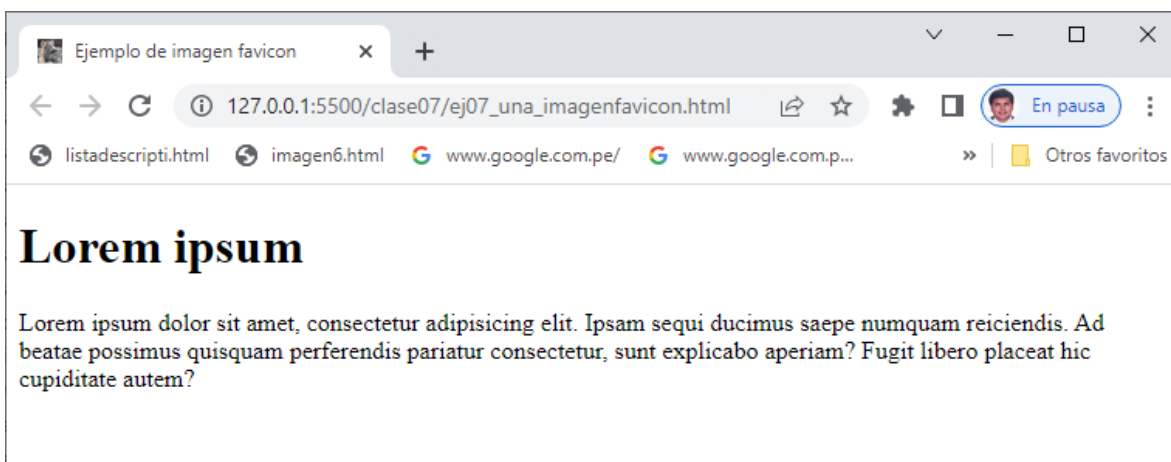 Ejemplo de imagen favicon
127.0.0.1:5500/clase07/ej07_una_imagenfavicon.html
En pausa
listadescripti.html imagen6.html www.google.com.pe/ www.google.com.p... » Otros favoritos
Lorem ipsum
Lorem ipsum dolor sit amet, consectetur adipisicing elit. Ipsam sequi ducimus saepe numquam reiciendis. Ad
beatae possimus quisquam perferendis pariatur consectetur, sunt explicabo aperiam? Fugit libero placeat hic
cupiditate autem?